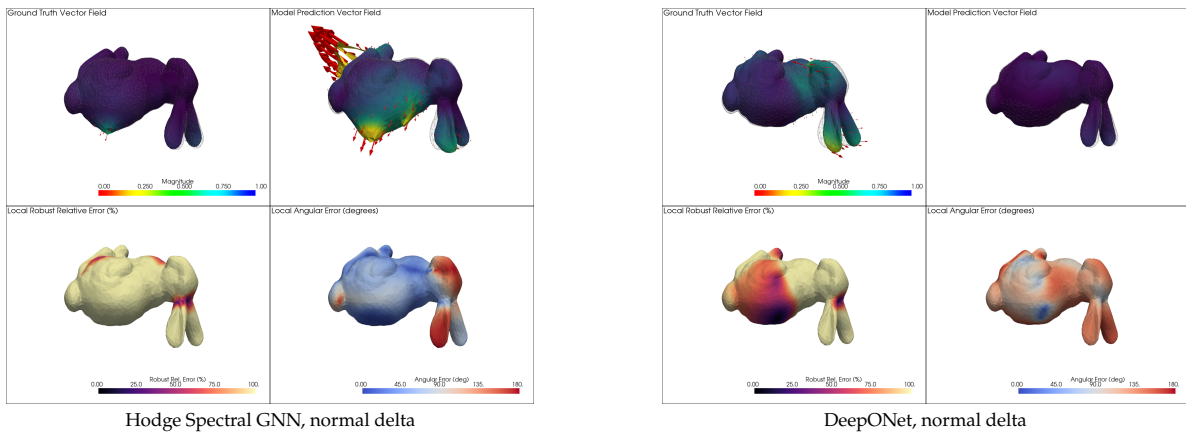 Ground Truth Vector Field
Model Prediction Vector Field
Magnitude
0.00 0.250 0.500 0.750 1.00
Local Robust Relative Error (%)
Local Angular Error (degrees)
Robust Rel. Error (%)
0.00 25.0 50.0 75.0 100.
Angular Error (deg)
0.00 45.0 90.0 135. 180.
Hodge Spectral GNN, normal delta
Ground Truth Vector Field
Model Prediction Vector Field
Magnitude
0.00 0.250 0.500 0.750 1.00
Local Robust Relative Error (%)
Local Angular Error (degrees)
Robust Rel. Error (%)
0.00 25.0 50.0 75.0 100.
Angular Error (deg)
0.00 45.0 90.0 135. 180.
DeepONet, normal delta